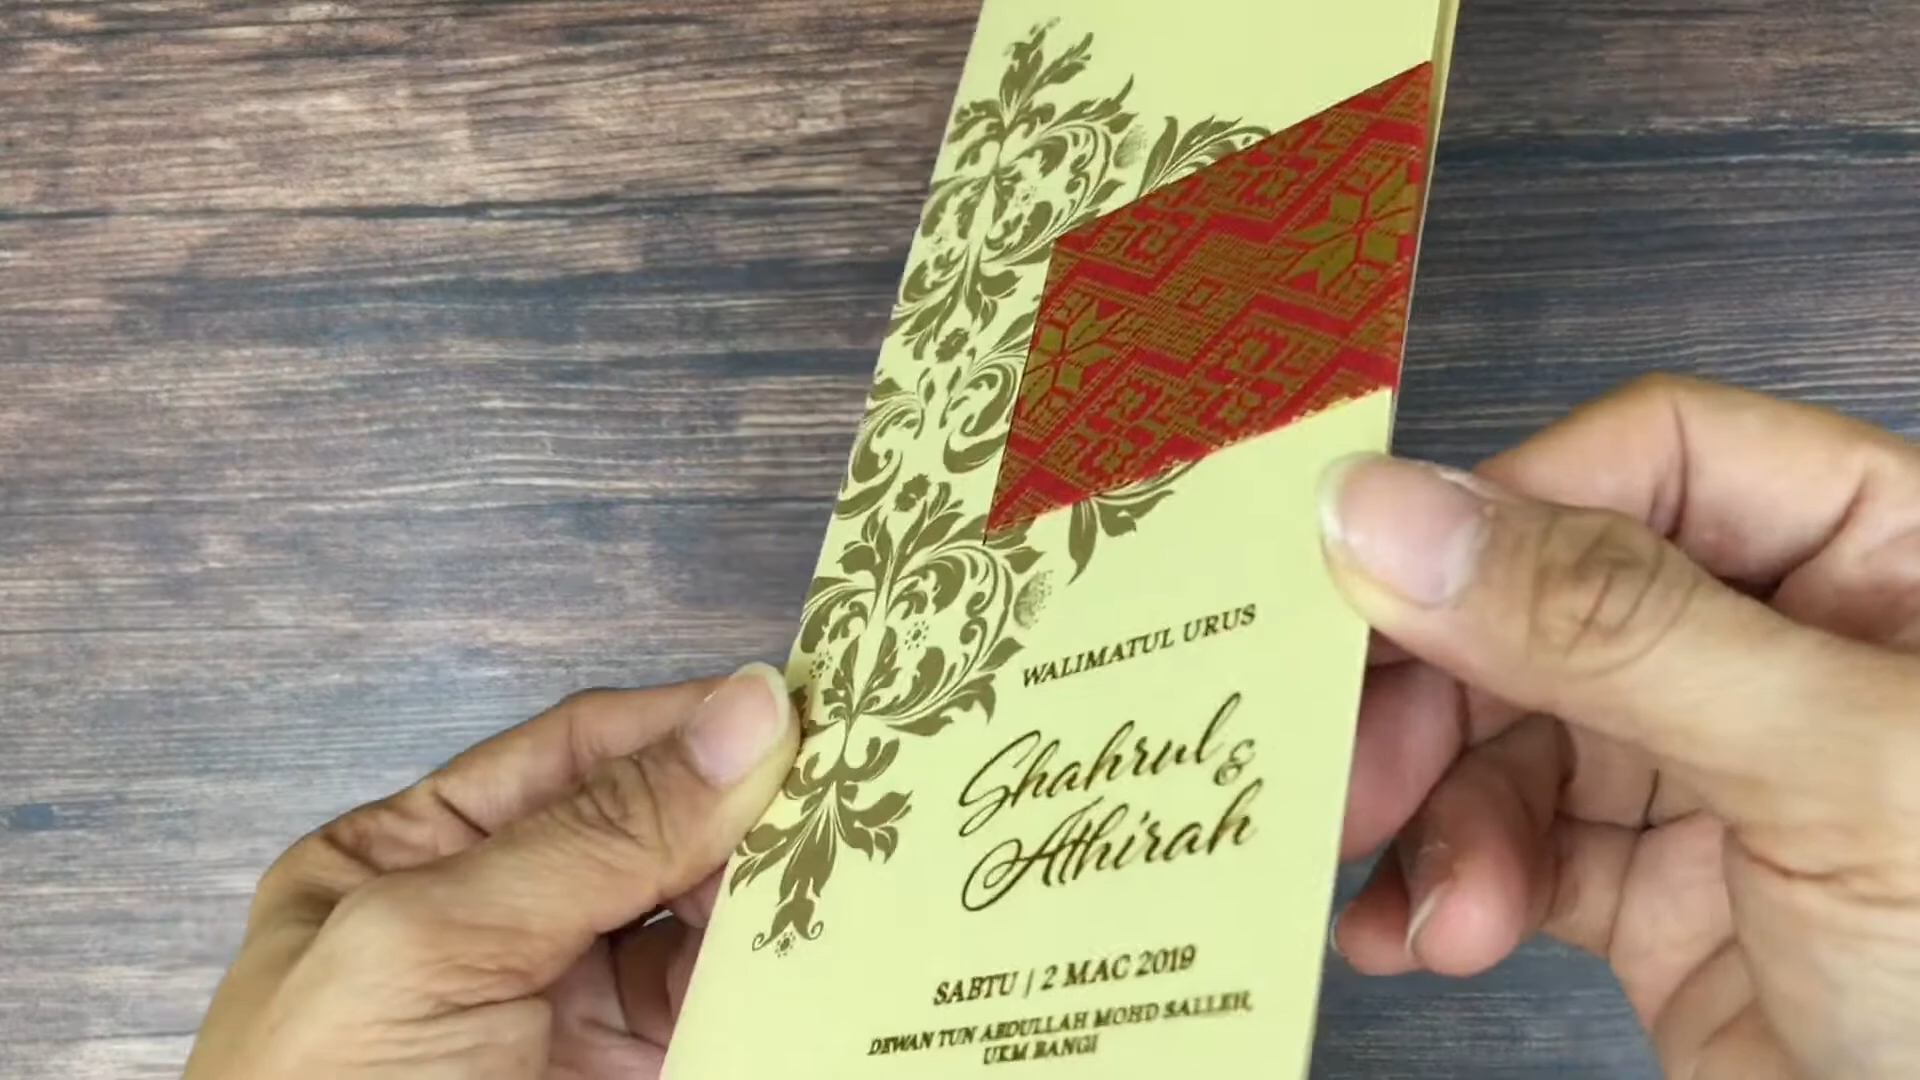 WALIMATUL URUS
Shahrul &
Athirah
SABTU | 2 MAC 2019
DEWAN TUN ABDULLAH MOHD SALLEH,
UKM BANGI